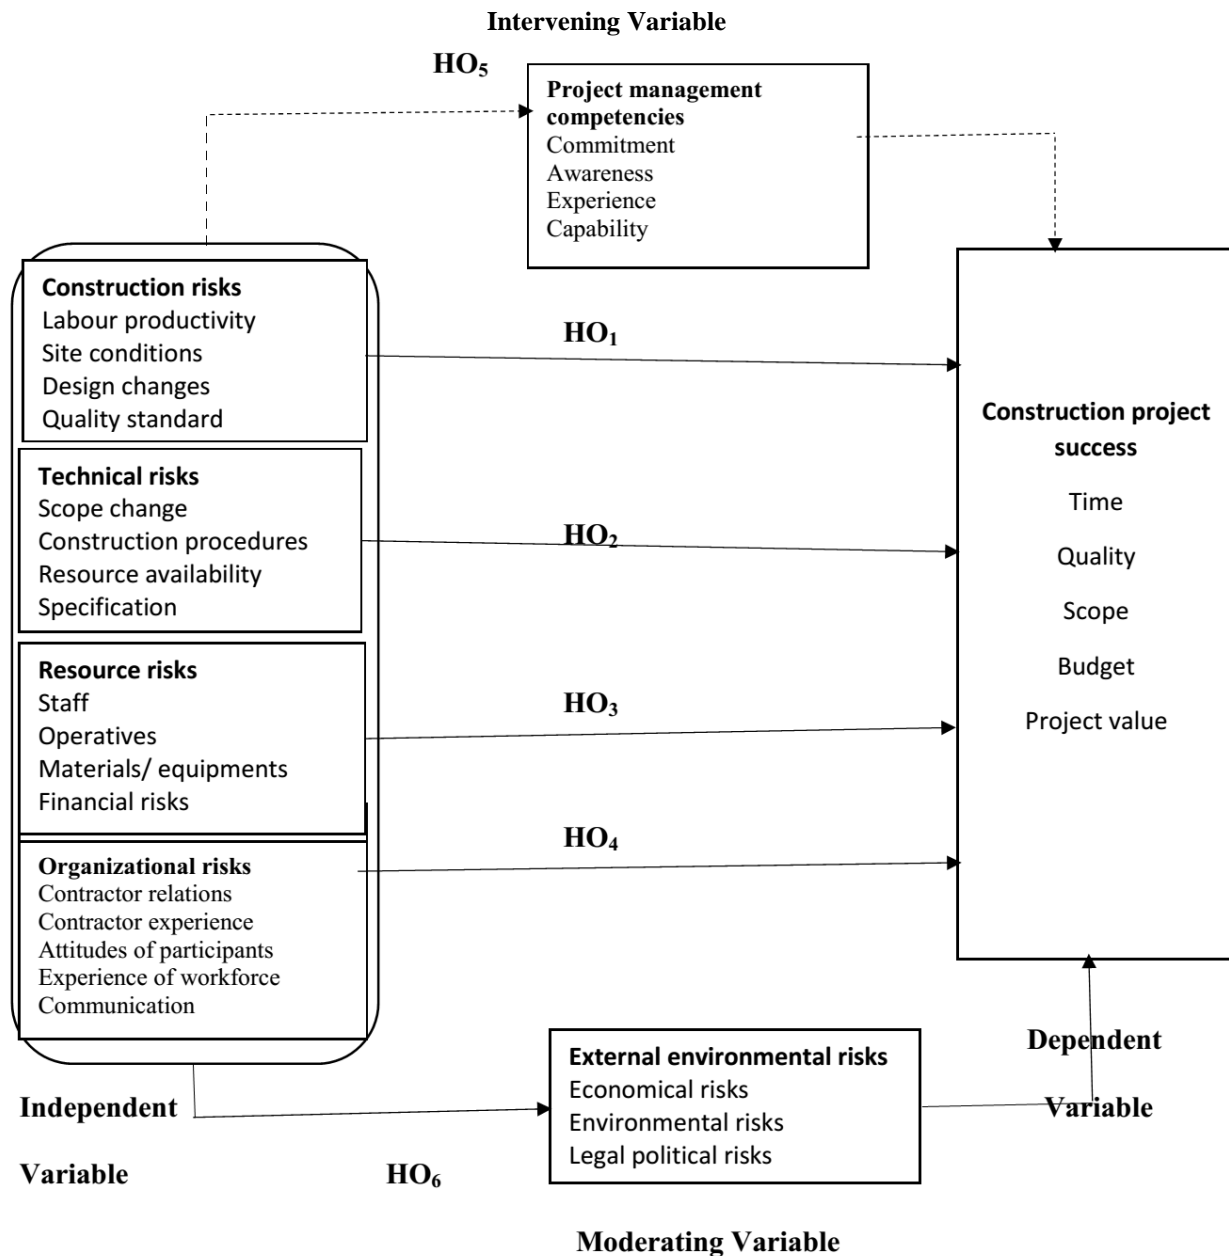 Intervening Variable
HO₅
Project management
competencies
Commitment
Awareness
Experience
Capability
Construction risks
Labour productivity
Site conditions
Design changes
Quality standard
HO₁
Technical risks
Scope change
Construction procedures
Resource availability
Specification
HO₂
Resource risks
Staff
Operatives
Materials/ equipments
Financial risks
HO₃
Organizational risks
Contractor relations
Contractor experience
Attitudes of participants
Experience of workforce
Communication
HO₄
Construction project
success
Time
Quality
Scope
Budget
Project value
Independent
Variable
HO₆
External environmental risks
Economical risks
Environmental risks
Legal political risks
Dependent
Variable
Moderating Variable